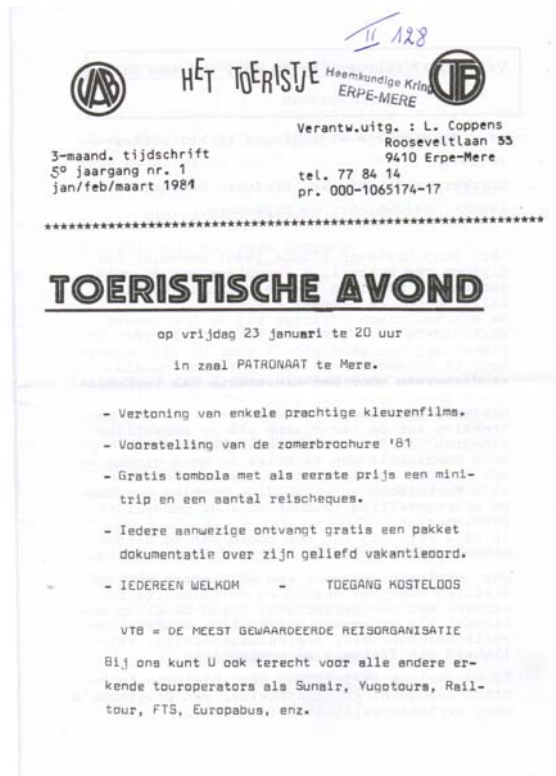 II 128
VAB
HET TOERISTJE
Heemkundige Kring
ERPE-MERE
VTB
Verantw.uitg. : L. Coppens
Rooseveltlaan 55
9410 Erpe-Mere
3-maand. tijdschrift
5º jaargang nr. 1
jan/feb/maart 1981
tel. 77 84 14
pr. 000-1065174-17
************************************************************
TOERISTISCHE AVOND
op vrijdag 23 januari te 20 uur
in zaal PATRONAAT te Mere.
- Vertoning van enkele prachtige kleurenfilms.
- Voorstelling van de zomerbrochure '81
- Gratis tombola met als eerste prijs een mini-
trip en een aantal reischeques.
- Iedere aanwezige ontvangt gratis een pakket
dokumentatie over zijn geliefd vakantieoord.
- IEDEREEN WELKOM - TOEGANG KOSTELOOS
VTB = DE MEEST GEWAARDEERDE REISORGANISATIE
Bij ons kunt U ook terecht voor alle andere er-
kende touroperators als Sunair, Yugotours, Rail-
tour, FTS, Europabus, enz.